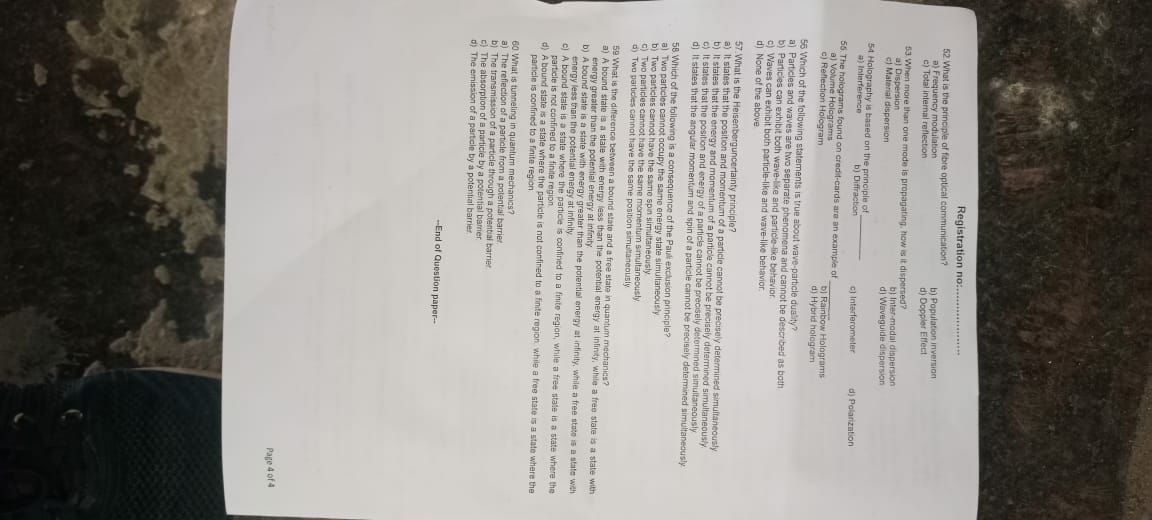 Registration no: ................
52 What is the principle of fibre optical communication?
a) Frequency modulation b) Population inversion
c) Total internal reflection d) Doppler Effect
53 When more than one mode is propagating, how is it dispersed?
a) Dispersion b) Inter-modal dispersion
c) Material dispersion d) Waveguide dispersion
54 Holography is based on the principle of ________
a) Interference b) Diffraction c) Interferometer d) Polarization
55 The holograms found on credit-cards are an example of ________
a) Volume Holograms b) Rainbow Holograms
c) Reflection Hologram d) Hybrid hologram
56 Which of the following statements is true about wave-particle duality?
a) Particles and waves are two separate phenomena and cannot be described as both.
b) Particles can exhibit both wave-like and particle-like behavior.
c) Waves can exhibit both particle-like and wave-like behavior.
d) None of the above.
57 What is the Heisenberguncertainty principle?
a) It states that the position and momentum of a particle cannot be precisely determined simultaneously.
b) It states that the energy and momentum of a particle cannot be precisely determined simultaneously.
c) It states that the position and energy of a particle cannot be precisely determined simultaneously.
d) It states that the angular momentum and spin of a particle cannot be precisely determined simultaneously.
58 Which of the following is a consequence of the Pauli exclusion principle?
a) Two particles cannot occupy the same energy state simultaneously.
b) Two particles cannot have the same spin simultaneously.
c) Two particles cannot have the same momentum simultaneously.
d) Two particles cannot have the same position simultaneously.
59 What is the difference between a bound state and a free state in quantum mechanics?
a) A bound state is a state with energy less than the potential energy at infinity, while a free state is a state with
energy greater than the potential energy at infinity.
b) A bound state is a state with energy greater than the potential energy at infinity, while a free state is a state with
energy less than the potential energy at infinity.
c) A bound state is a state where the particle is confined to a finite region, while a free state is a state where the
particle is not confined to a finite region.
d) A bound state is a state where the particle is not confined to a finite region, while a free state is a state where the
particle is confined to a finite region.
60 What is tunneling in quantum mechanics?
a) The reflection of a particle from a potential barrier.
b) The transmission of a particle through a potential barrier.
c) The absorption of a particle by a potential barrier.
d) The emission of a particle by a potential barrier.
--End of Question paper--
Page 4 of 4